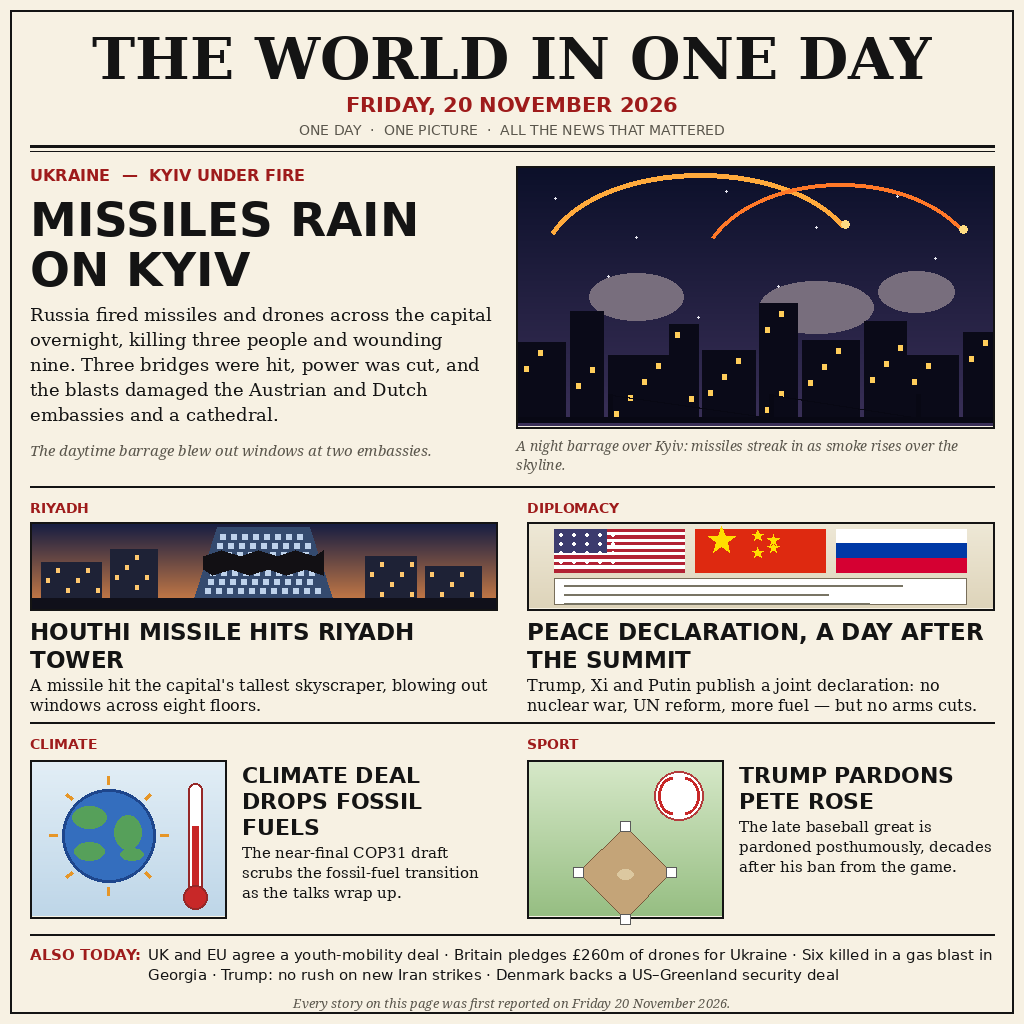 THE WORLD IN ONE DAY
FRIDAY, 20 NOVEMBER 2026
ONE DAY · ONE PICTURE · ALL THE NEWS THAT MATTERED
UKRAINE — KYIV UNDER FIRE
MISSILES RAIN
ON KYIV
Russia fired missiles and drones across the capital
overnight, killing three people and wounding
nine. Three bridges were hit, power was cut, and
the blasts damaged the Austrian and Dutch
embassies and a cathedral.
The daytime barrage blew out windows at two embassies.
A night barrage over Kyiv: missiles streak in as smoke rises over the
skyline.
RIYADH
HOUTHI MISSILE HITS RIYADH
TOWER
A missile hit the capital's tallest skyscraper, blowing out
windows across eight floors.
DIPLOMACY
PEACE DECLARATION, A DAY AFTER
THE SUMMIT
Trump, Xi and Putin publish a joint declaration: no
nuclear war, UN reform, more fuel — but no arms cuts.
CLIMATE
CLIMATE DEAL
DROPS FOSSIL
FUELS
The near-final COP31 draft
scrubs the fossil-fuel transition
as the talks wrap up.
SPORT
TRUMP PARDONS
PETE ROSE
The late baseball great is
pardoned posthumously, decades
after his ban from the game.
ALSO TODAY: UK and EU agree a youth-mobility deal · Britain pledges £260m of drones for Ukraine · Six killed in a gas blast in
Georgia · Trump: no rush on new Iran strikes · Denmark backs a US–Greenland security deal
Every story on this page was first reported on Friday 20 November 2026.